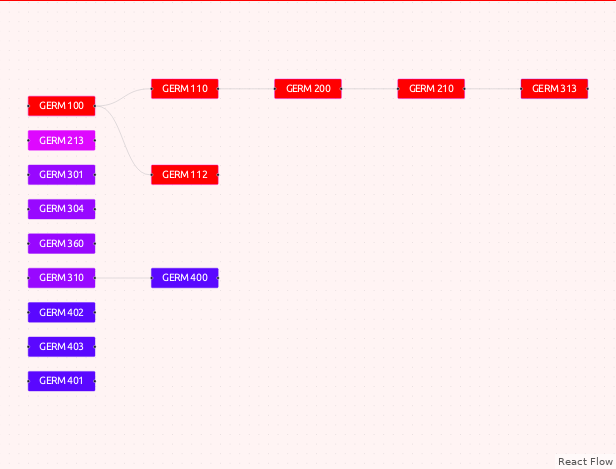 GERM 110
GERM 200
GERM 210
GERM 313
GERM 100
GERM 213
GERM 301
GERM 112
GERM 304
GERM 360
GERM 310
GERM 400
GERM 402
GERM 403
GERM 401
React Flow